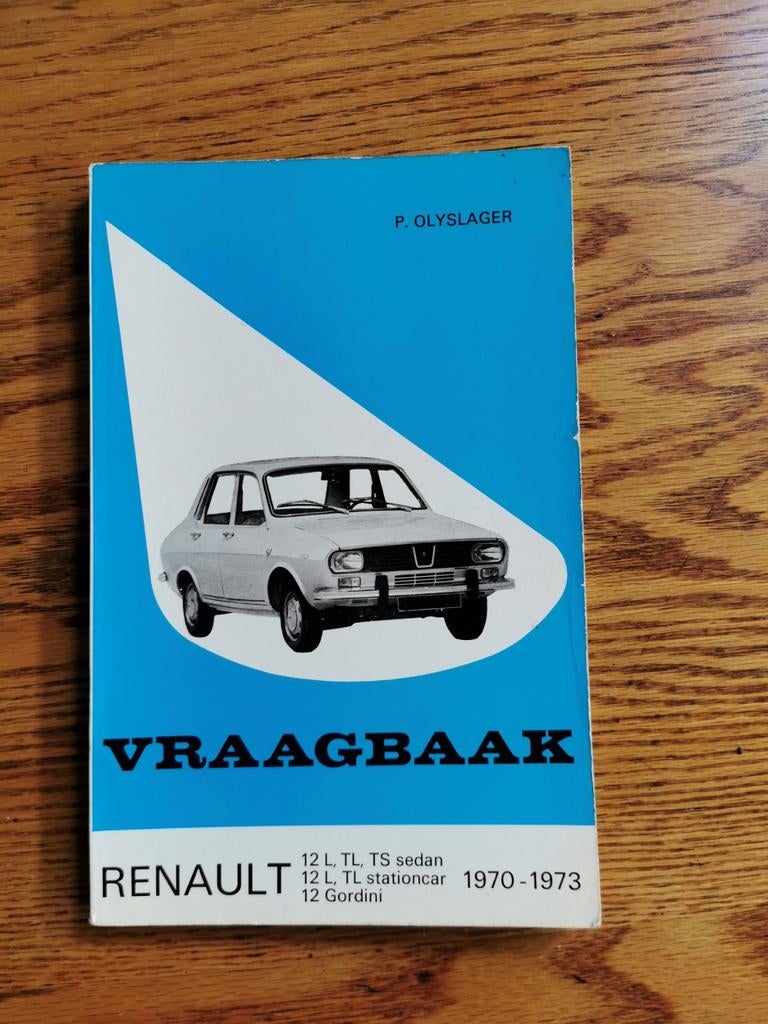 P. OLYSLAGER
VRAAGBAAK
RENAULT
12 L, TL, TS sedan
12 L, TL stationcar
12 Gordini
1970 - 1973